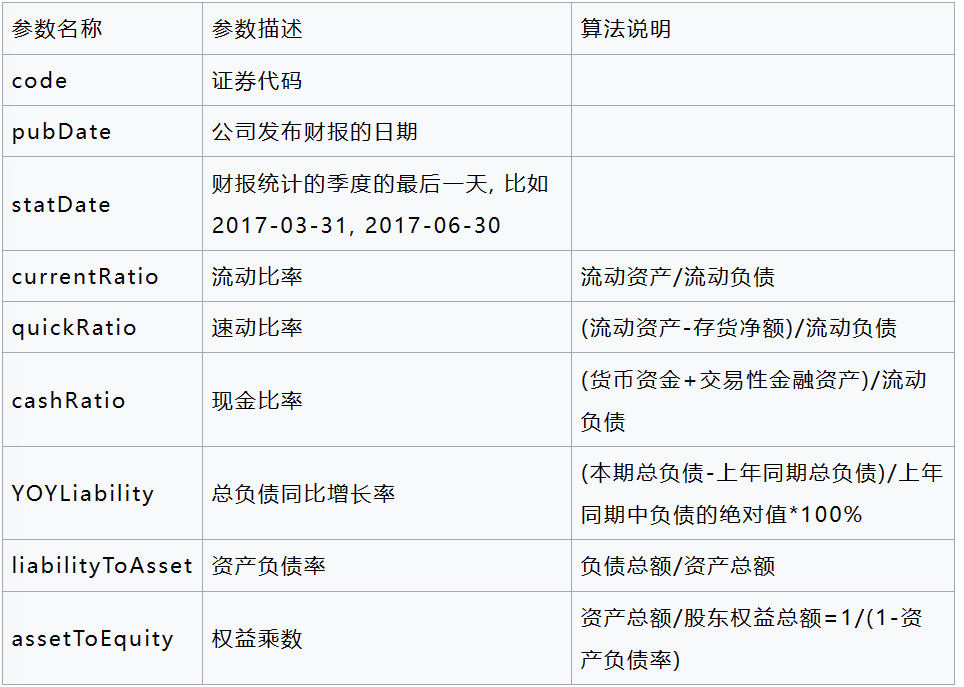 参数名称 参数描述 算法说明
code 证券代码
pubDate 公司发布财报的日期
statDate 财报统计的季度的最后一天, 比如
2017-03-31, 2017-06-30
currentRatio 流动比率 流动资产/流动负债
quickRatio 速动比率 (流动资产-存货净额)/流动负债
cashRatio 现金比率 (货币资金+交易性金融资产)/流动
负债
YOYLiability 总负债同比增长率 (本期总负债-上年同期总负债)/上年
同期中负债的绝对值*100%
liabilityToAsset 资产负债率 负债总额/资产总额
assetToEquity 权益乘数 资产总额/股东权益总额=1/(1-资
产负债率)